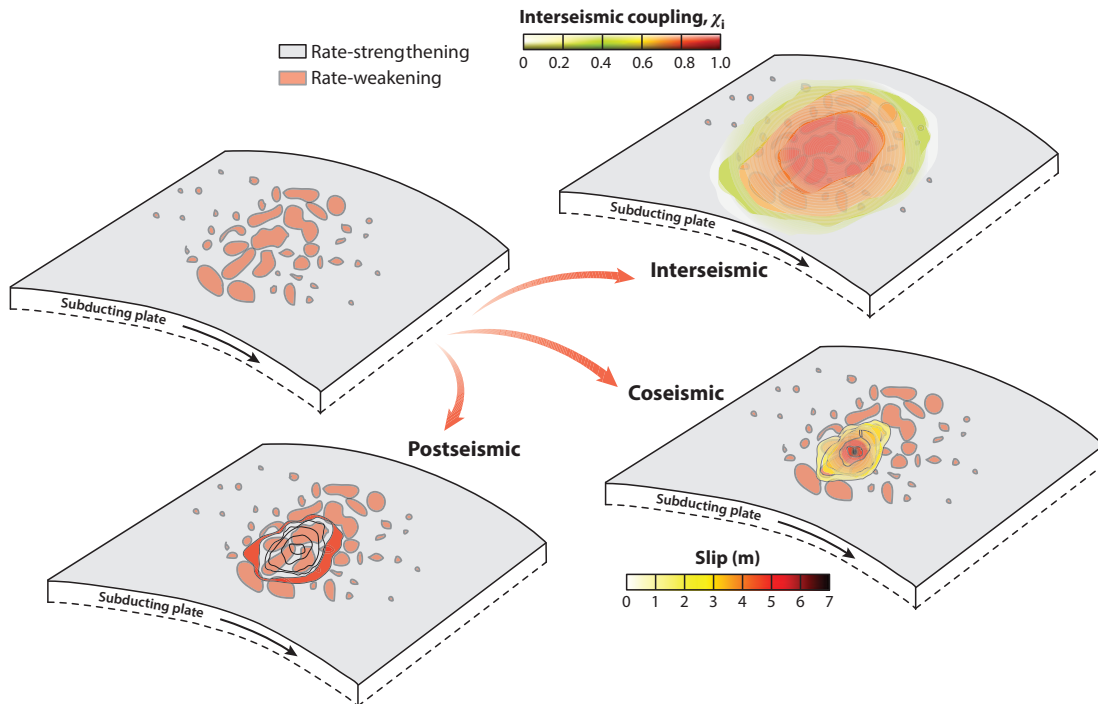 Interseismic coupling, χi
0 0.2 0.4 0.6 0.8 1.0
Rate-strengthening
Rate-weakening
Subducting plate
Interseismic
Subducting plate
Coseismic
Postseismic
Subducting plate
Slip (m)
0 1 2 3 4 5 6 7
Subducting plate